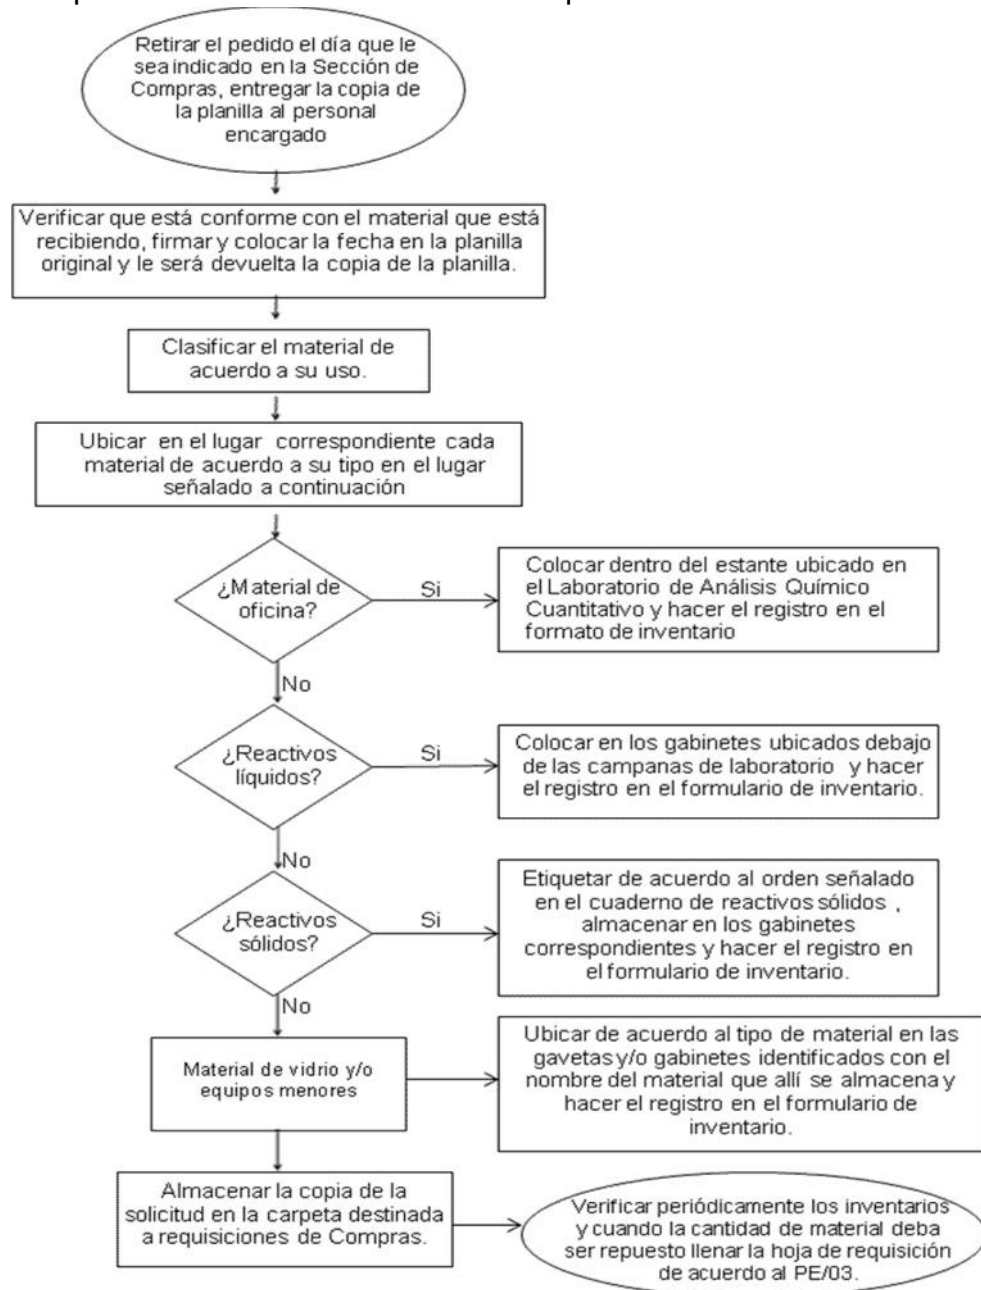 Retirar el pedido el día que le
sea indicado en la Sección de
Compras, entregar la copia de
la planilla al personal
encargado
Verificar que está conforme con el material que está
recibiendo, firmar y colocar la fecha en la planilla
original y le será devuelta la copia de la planilla.
Clasificar el material de
acuerdo a su uso.
Ubicar en el lugar correspondiente cada
material de acuerdo a su tipo en el lugar
señalado a continuación
¿Material de
oficina?
Si
Colocar dentro del estante ubicado en
el Laboratorio de Análisis Químico
Cuantitativo y hacer el registro en el
formato de inventario
No
¿Reactivos
líquidos?
Si
Colocar en los gabinetes ubicados debajo
de las campanas de laboratorio y hacer
el registro en el formulario de inventario.
No
¿Reactivos
sólidos?
Si
Etiquetar de acuerdo al orden señalado
en el cuaderno de reactivos sólidos ,
almacenar en los gabinetes
correspondientes y hacer el registro en
el formulario de inventario.
No
Material de vidrio y/o
equipos menores
Ubicar de acuerdo al tipo de material en las
gavetas y/o gabinetes identificados con el
nombre del material que allí se almacena y
hacer el registro en el formulario de
inventario.
Almacenar la copia de la
solicitud en la carpeta destinada
a requisiciones de Compras.
Verificar periódicamente los inventarios
y cuando la cantidad de material deba
ser repuesto llenar la hoja de requisición
de acuerdo al PE/03.